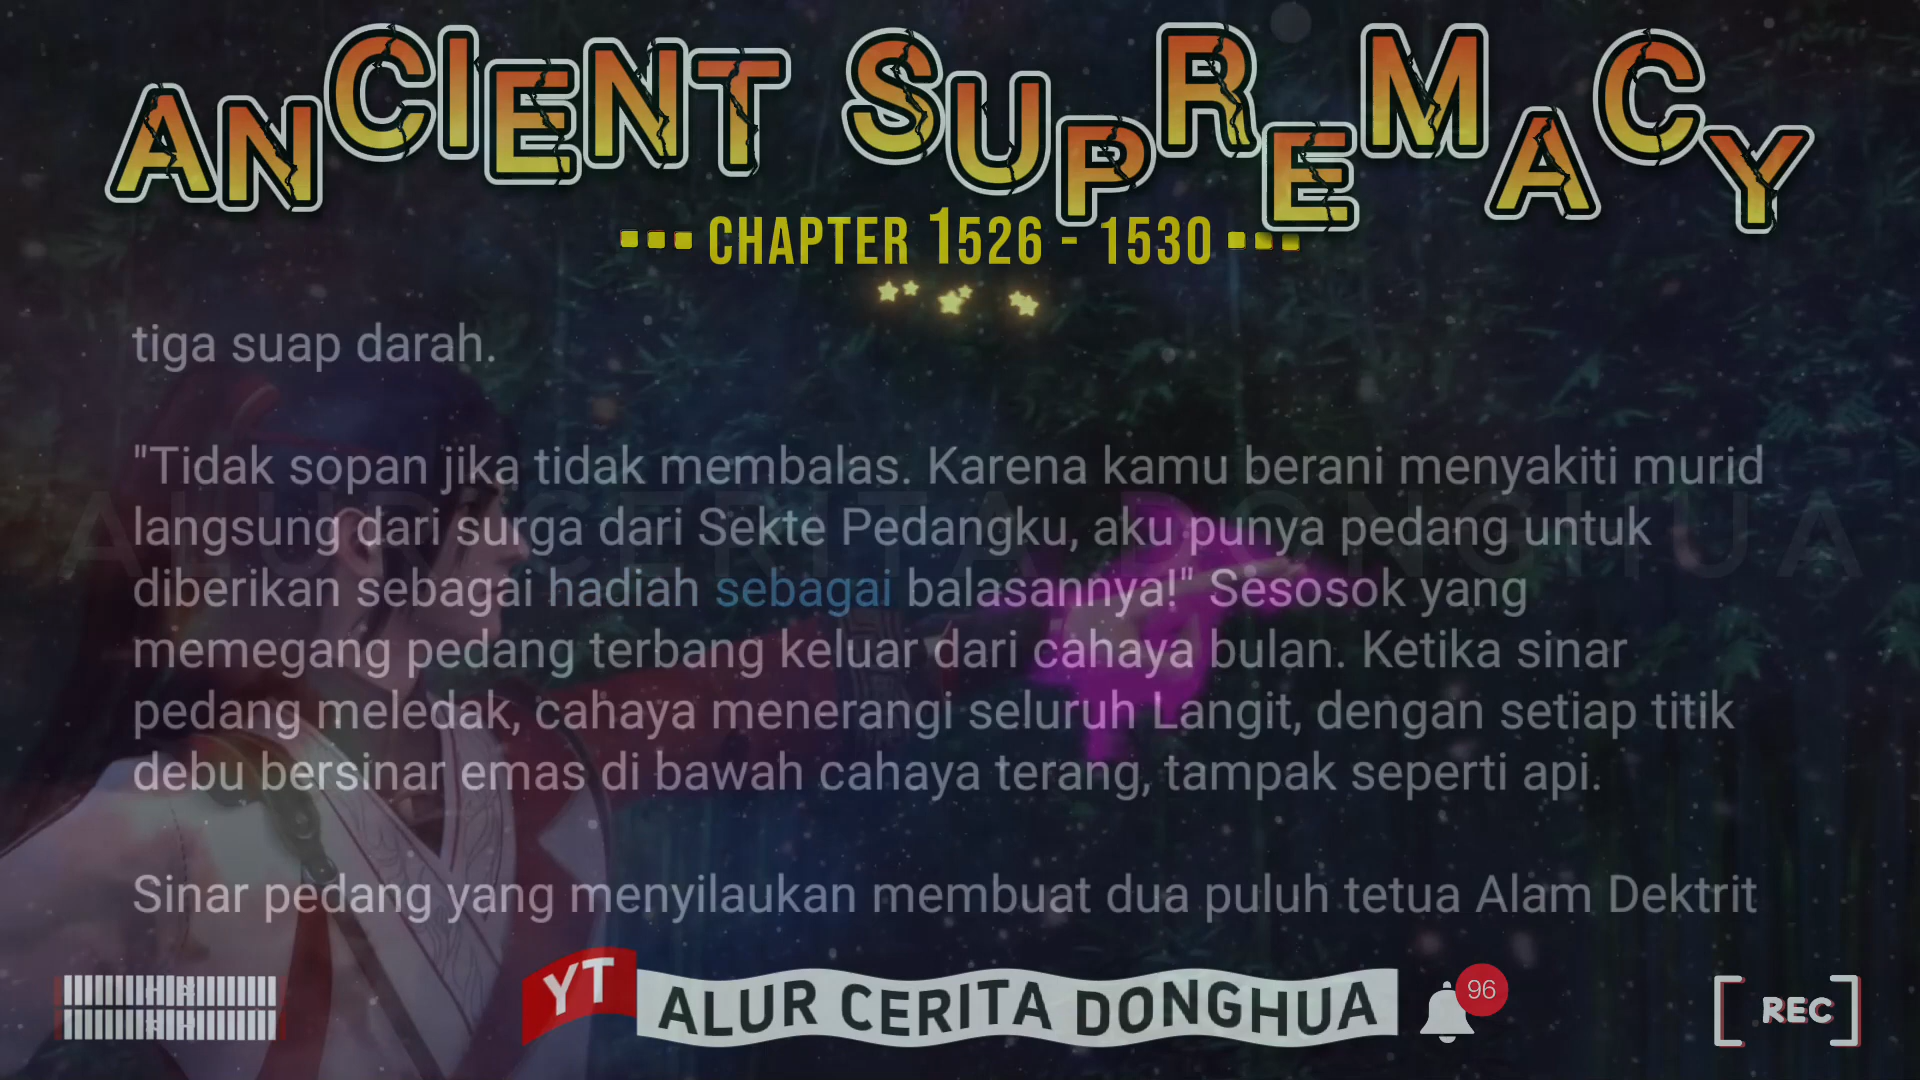 ANCIENT SUPREMACY
CHAPTER 1526 - 1530
tiga suap darah.
"Tidak sopan jika tidak membalas. Karena kamu berani menyakiti murid
langsung dari surga dari Sekte Pedangku, aku punya pedang untuk
diberikan sebagai hadiah sebagai balasannya!" Sesosok yang
memegang pedang terbang keluar dari cahaya bulan. Ketika sinar
pedang meledak, cahaya menerangi seluruh Langit, dengan setiap titik
debu bersinar emas di bawah cahaya terang, tampak seperti api.
Sinar pedang yang menyilaukan membuat dua puluh tetua Alam Dektrit
ALUR CERITA DONGHUA
YT ALUR CERITA DONGHUA
96
REC